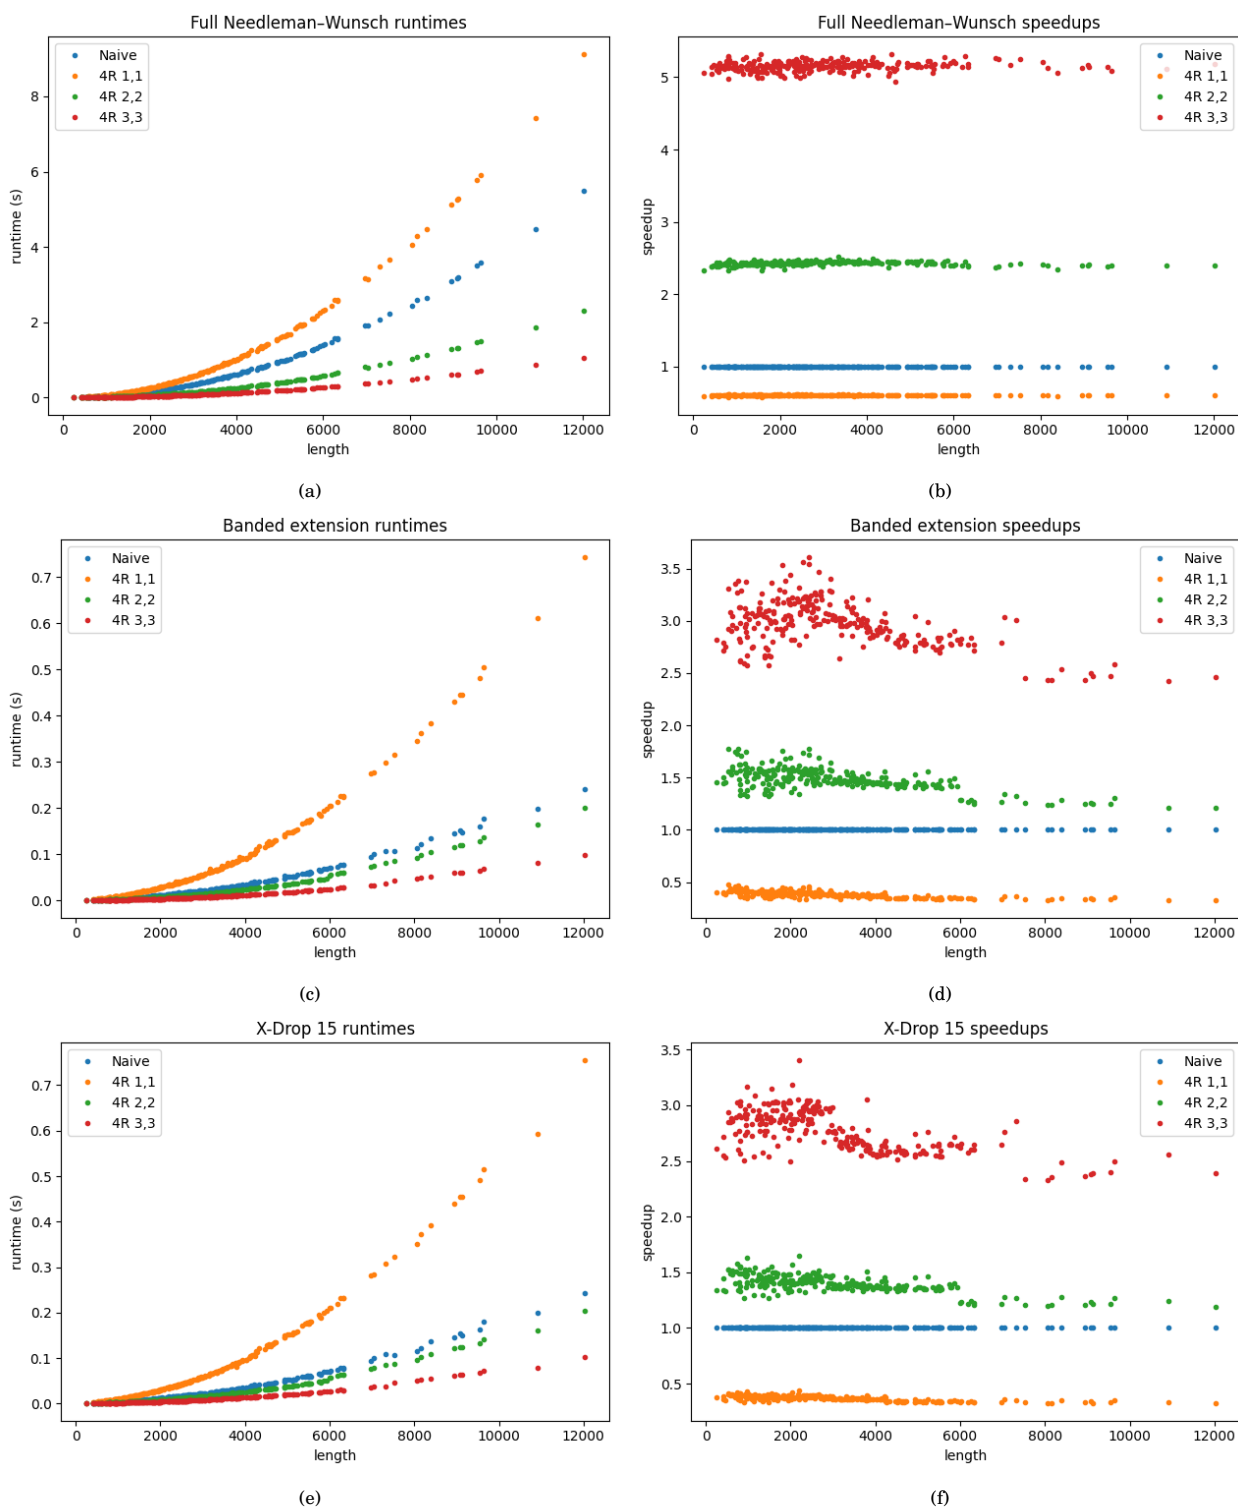 Full Needleman–Wunsch runtimes
Naive
4R 1,1
4R 2,2
4R 3,3
runtime (s)
8
6
4
2
0
0 2000 4000 6000 8000 10000 12000
length
(a)
Full Needleman–Wunsch speedups
Naive
4R 1,1
4R 2,2
4R 3,3
speedup
5
4
3
2
1
0 2000 4000 6000 8000 10000 12000
length
(b)
Banded extension runtimes
Naive
4R 1,1
4R 2,2
4R 3,3
runtime (s)
0.7
0.6
0.5
0.4
0.3
0.2
0.1
0.0
0 2000 4000 6000 8000 10000 12000
length
(c)
Banded extension speedups
Naive
4R 1,1
4R 2,2
4R 3,3
speedup
3.5
3.0
2.5
2.0
1.5
1.0
0.5
0 2000 4000 6000 8000 10000 12000
length
(d)
X-Drop 15 runtimes
Naive
4R 1,1
4R 2,2
4R 3,3
runtime (s)
0.7
0.6
0.5
0.4
0.3
0.2
0.1
0.0
0 2000 4000 6000 8000 10000 12000
length
(e)
X-Drop 15 speedups
Naive
4R 1,1
4R 2,2
4R 3,3
speedup
3.5
3.0
2.5
2.0
1.5
1.0
0.5
0 2000 4000 6000 8000 10000 12000
length
(f)